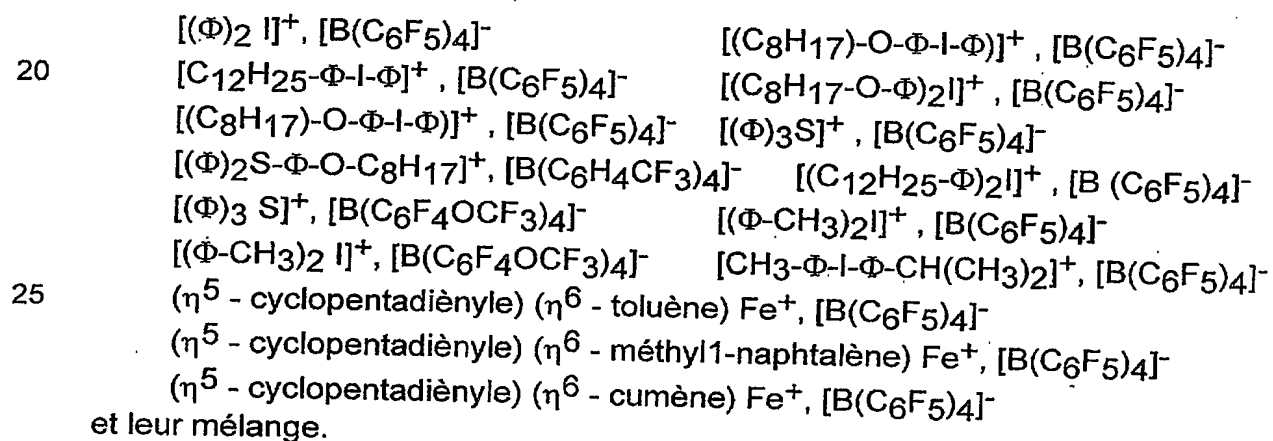 [(Φ)2 I]+, [B(C6F5)4]- [(C8H17)-O-Φ-I-Φ)]+ , [B(C6F5)4]-
20 [C12H25-Φ-I-Φ]+ , [B(C6F5)4]- [(C8H17-O-Φ)2I]+ , [B(C6F5)4]-
[(C8H17)-O-Φ-I-Φ)]+ , [B(C6F5)4]- [(Φ)3S]+ , [B(C6F5)4]-
[(Φ)2S-Φ-O-C8H17]+, [B(C6H4CF3)4]- [(C12H25-Φ)2I]+ , [B (C6F5)4]-
[(Φ)3 S]+, [B(C6F4OCF3)4]- [(Φ-CH3)2I]+ , [B(C6F5)4]-
[(Φ-CH3)2 I]+, [B(C6F4OCF3)4]- [CH3-Φ-I-Φ-CH(CH3)2]+, [B(C6F5)4]-
25 (η5 - cyclopentadiènyle) (η6 - toluène) Fe+, [B(C6F5)4]-
(η5 - cyclopentadiènyle) (η6 - méthyl1-naphtalène) Fe+, [B(C6F5)4]-
(η5 - cyclopentadiènyle) (η6 - cumène) Fe+, [B(C6F5)4]-
et leur mélange.